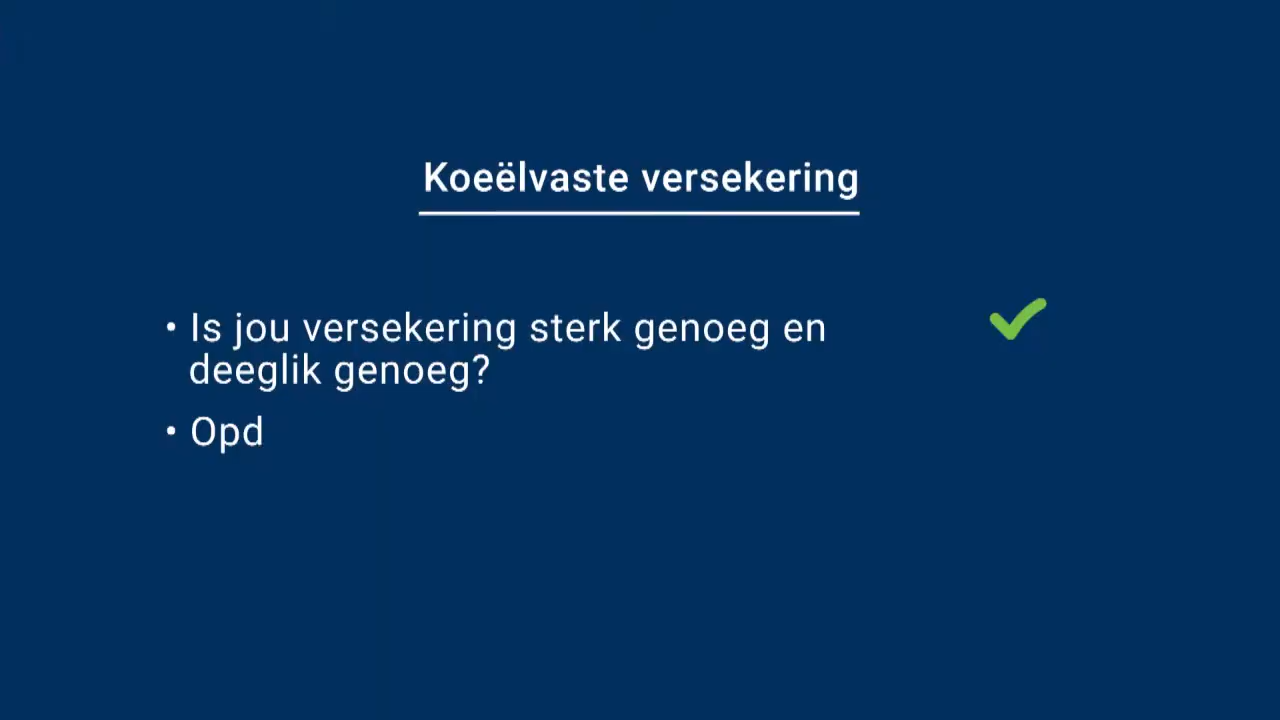 Koeëlvaste versekering
• Is jou versekering sterk genoeg en
deeglik genoeg?
• Opd